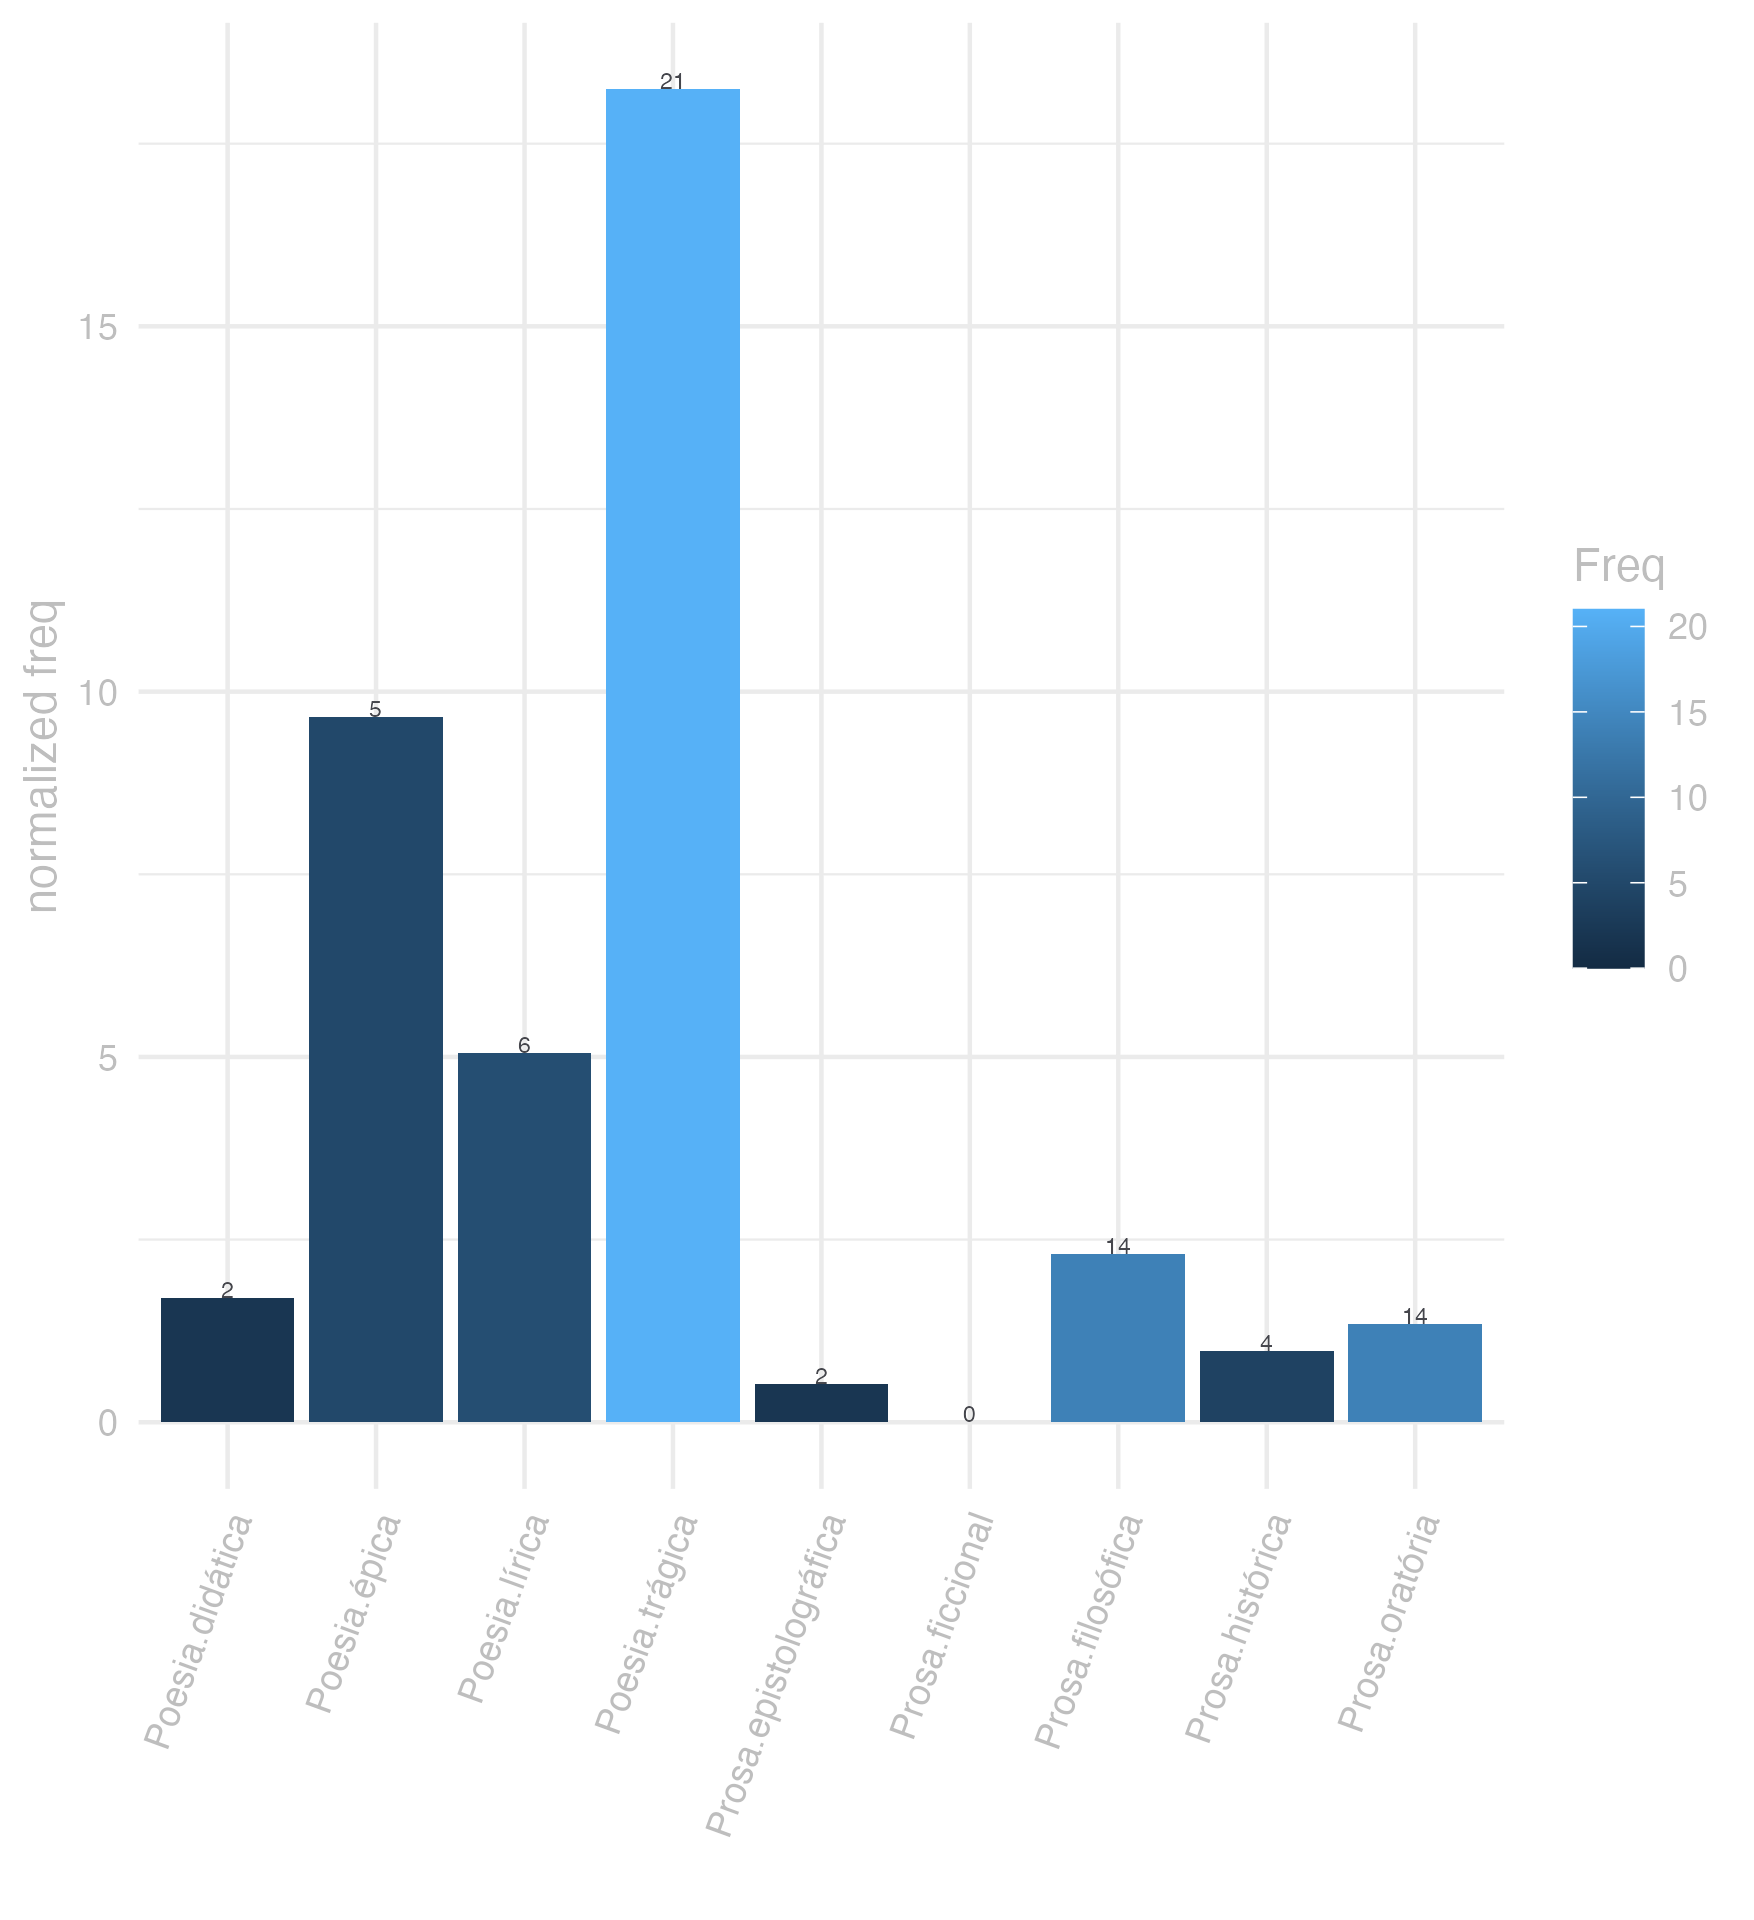 normalized freq
15
10
5
0
21
5
6
2
2
0
14
4
14
Poesia.didática
Poesia.épica
Poesia.lírica
Poesia.trágica
Prosa.epistolográfica
Prosa.ficcional
Prosa.filosófica
Prosa.histórica
Prosa.oratória
Freq
20
15
10
5
0